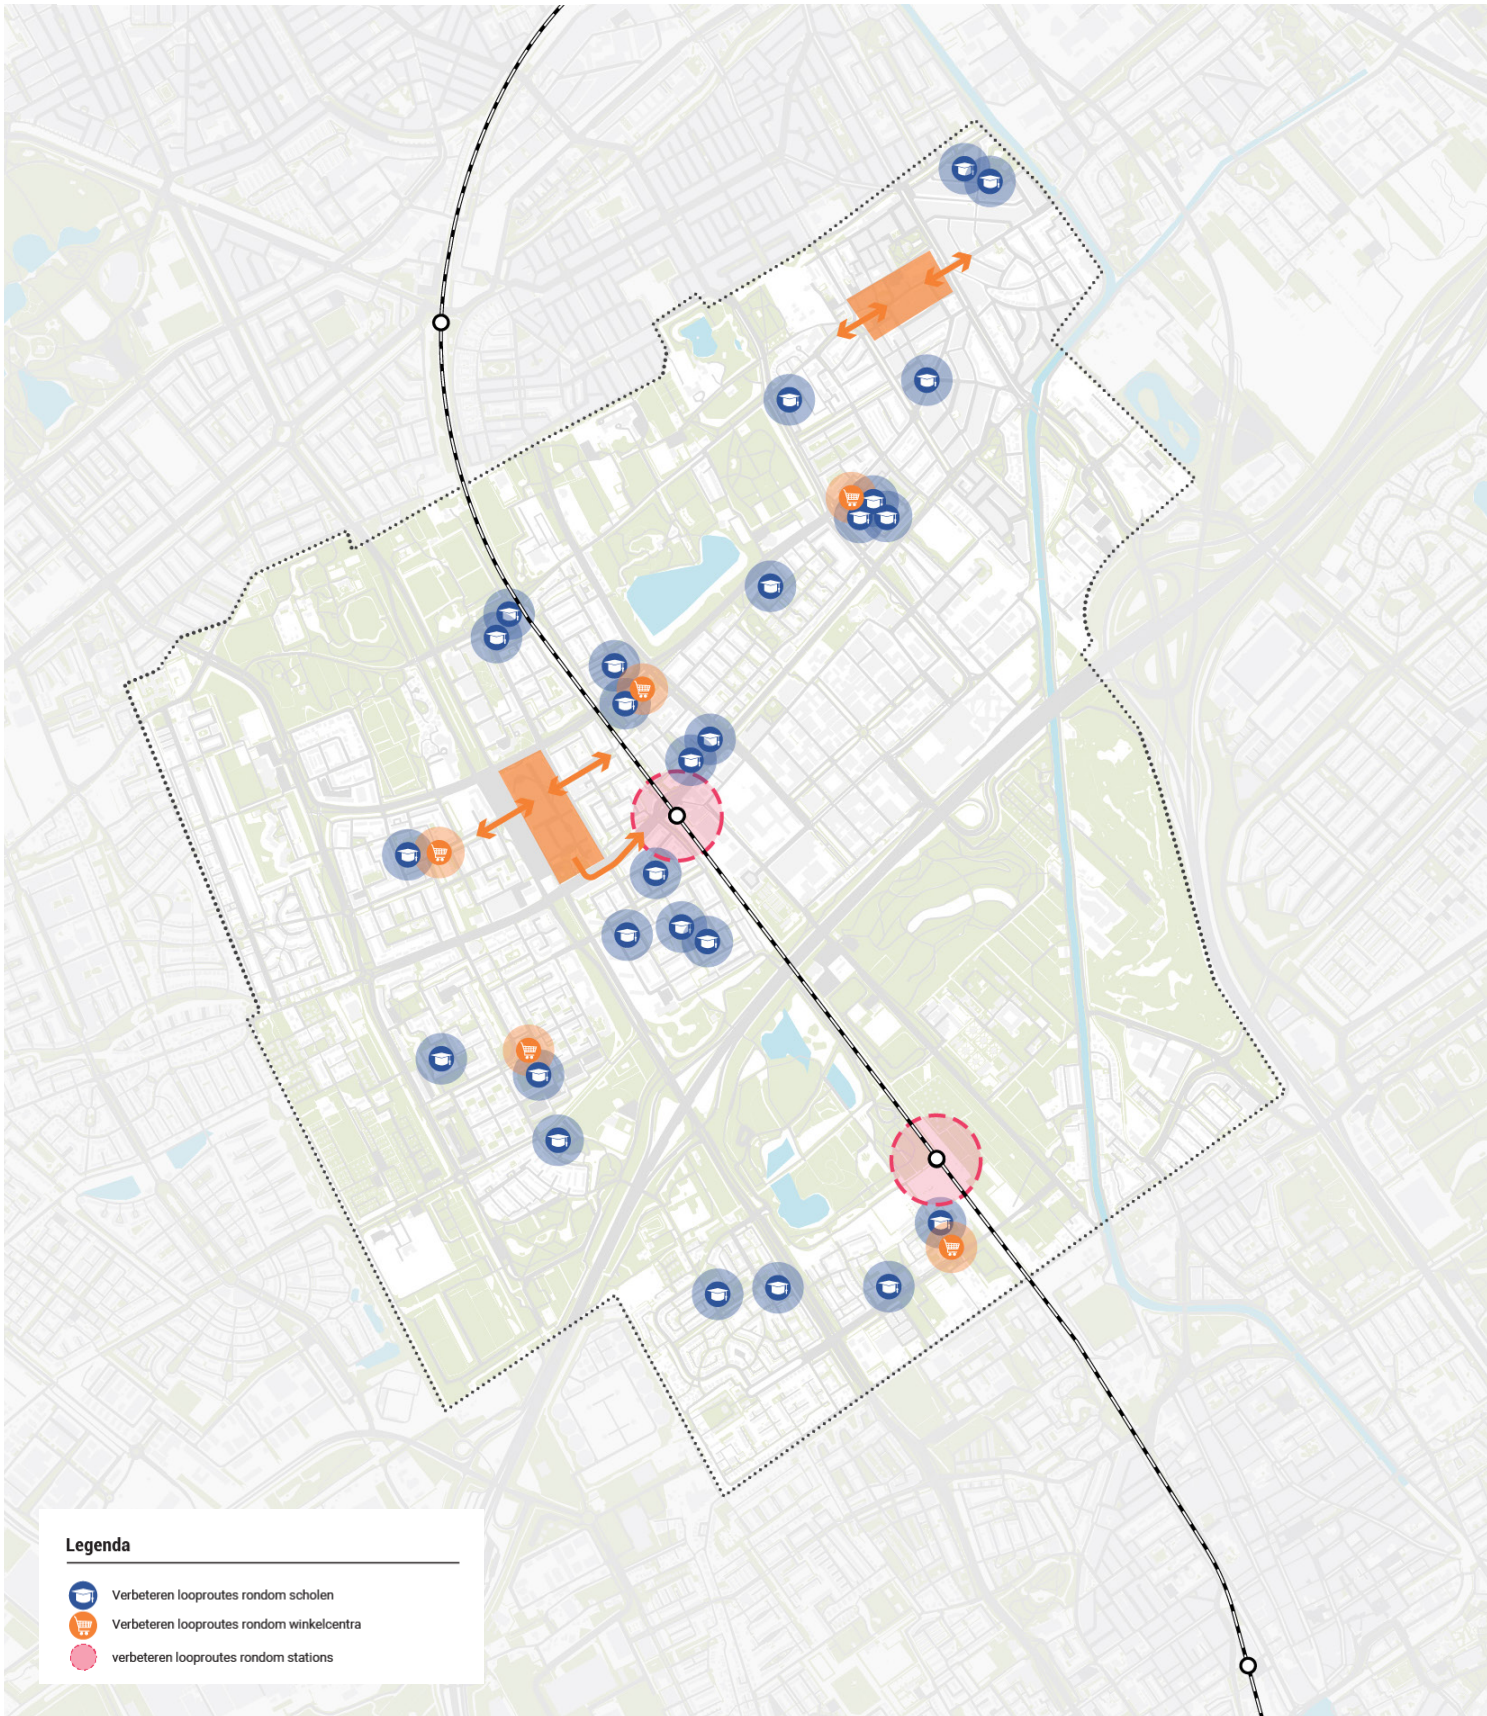 Legenda
Verbeteren looproutes rondom scholen
Verbeteren looproutes rondom winkelcentra
verbeteren looproutes rondom stations